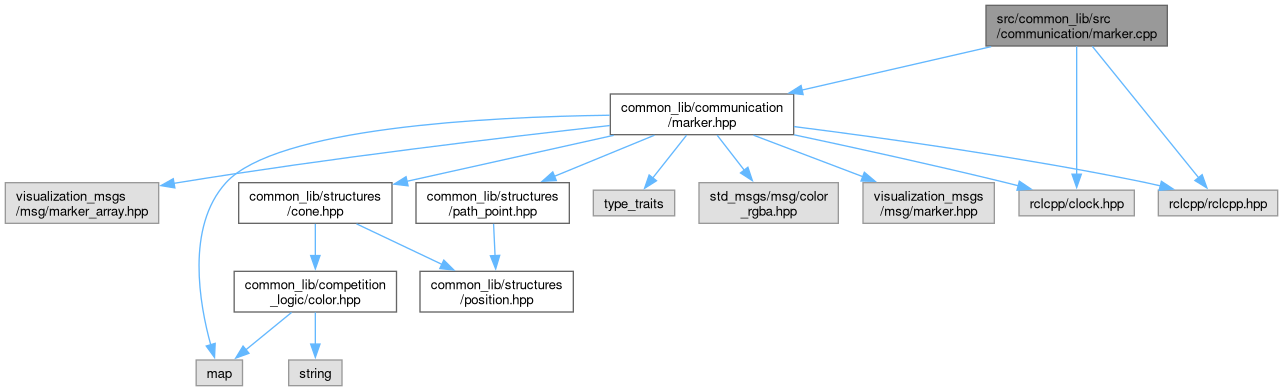 src/common_lib/src
/communication/marker.cpp
common_lib/communication
/marker.hpp
visualization_msgs
/msg/marker_array.hpp
common_lib/structures
/cone.hpp
common_lib/structures
/path_point.hpp
type_traits
std_msgs/msg/color
_rgba.hpp
visualization_msgs
/msg/marker.hpp
rclcpp/clock.hpp
rclcpp/rclcpp.hpp
common_lib/competition
_logic/color.hpp
common_lib/structures
/position.hpp
map
string